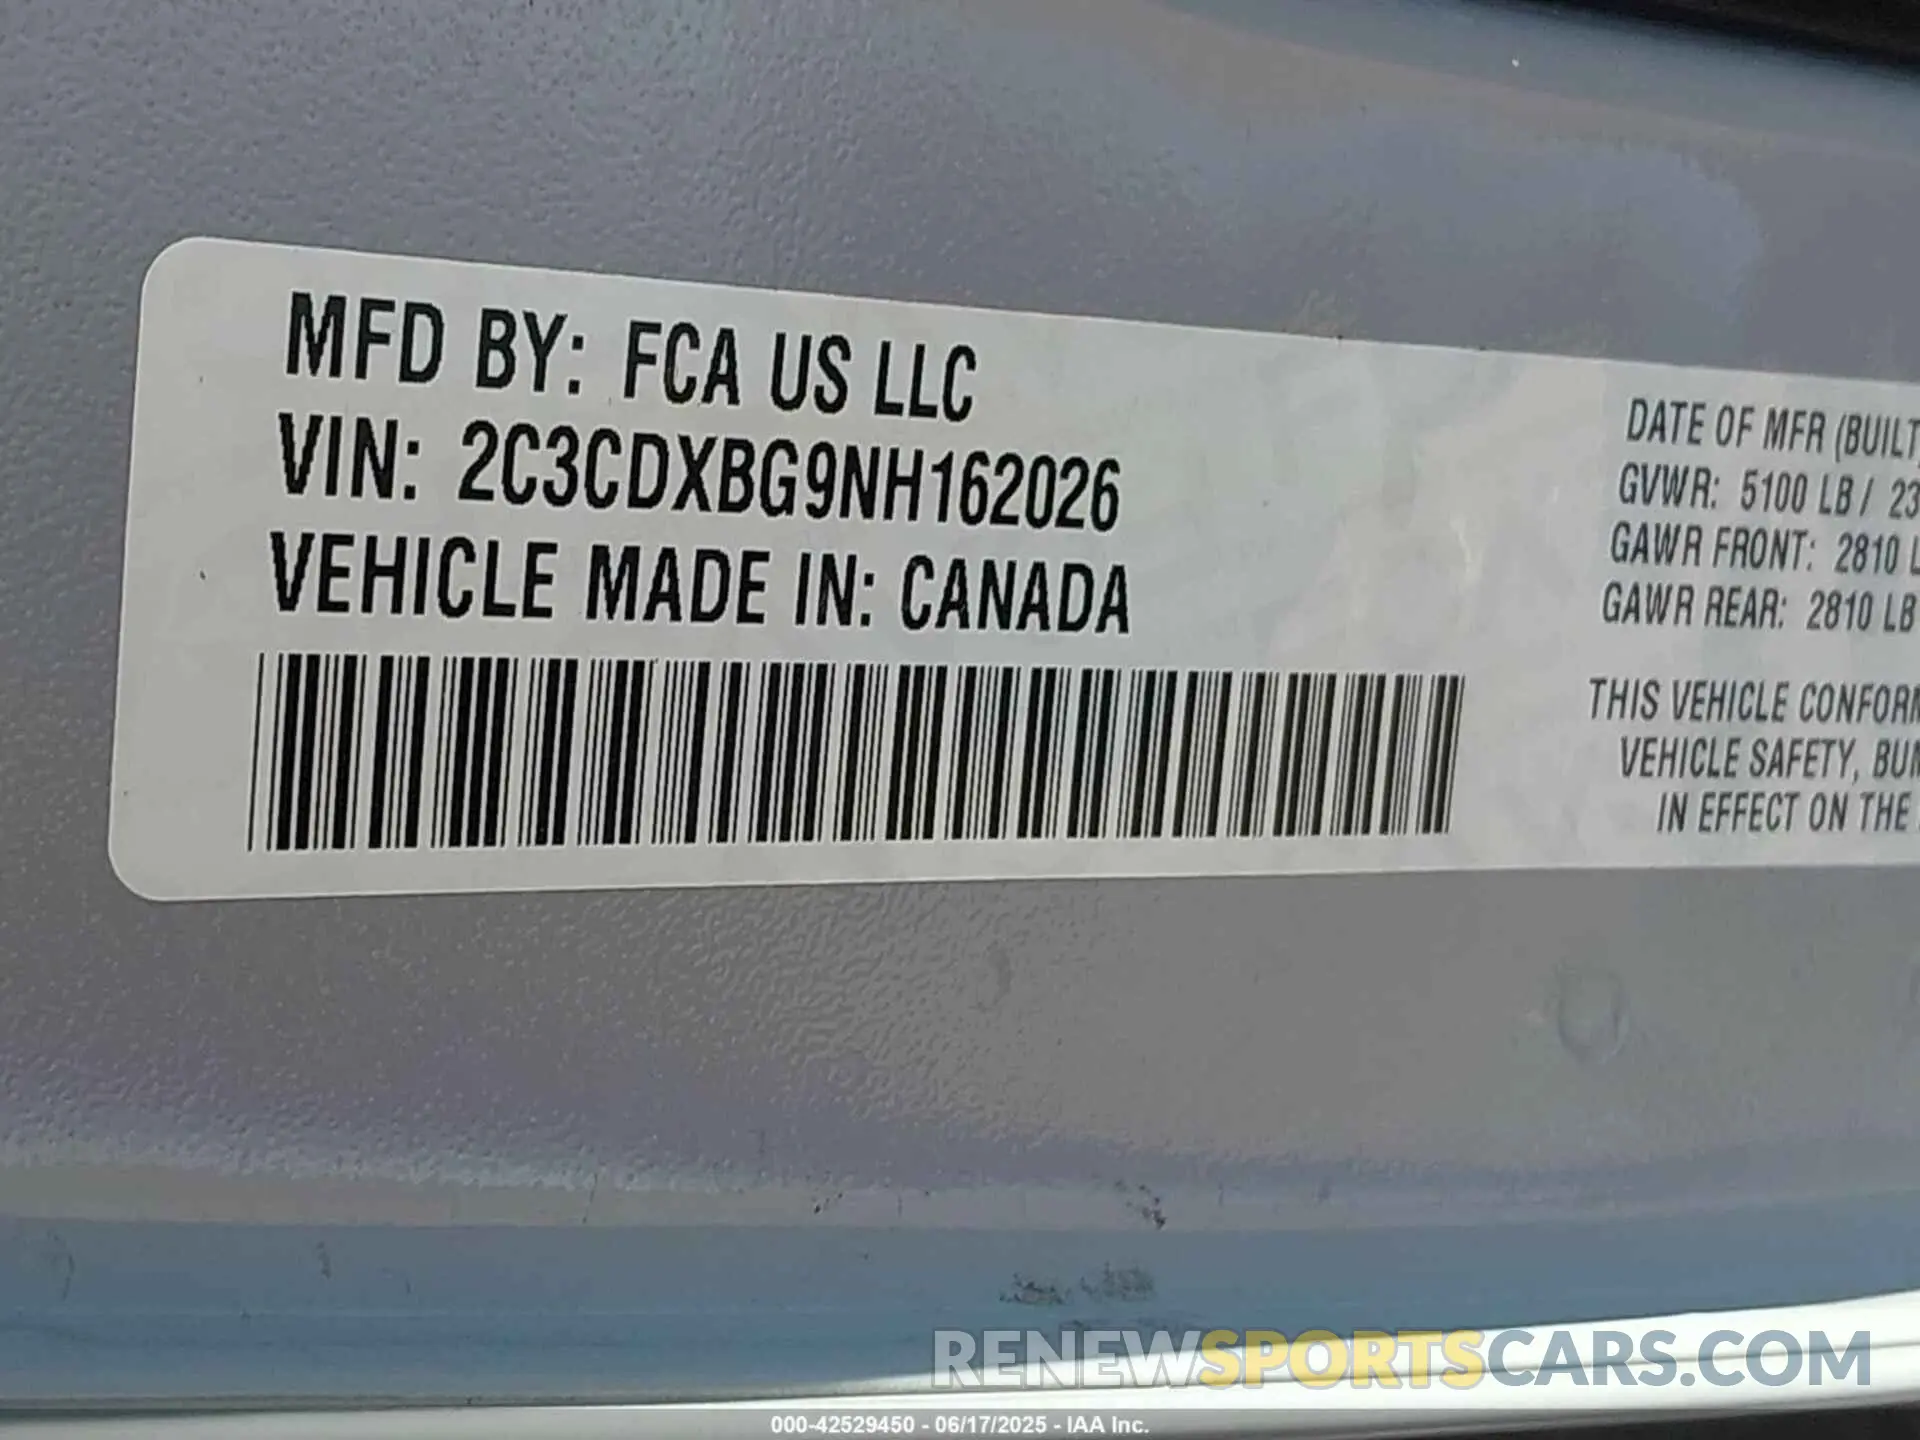 MFD BY: FCA US LLC
VIN: 2C3CDXBG9NH162026
VEHICLE MADE IN: CANADA
DATE OF MFR (BUILT)
GVWR: 5100 LB / 23
GAWR FRONT: 2810 L
GAWR REAR: 2810 LB
THIS VEHICLE CONFORM
VEHICLE SAFETY, BUM
IN EFFECT ON THE
RENEWSPORTSCARS.COM
000-42529450 - 06/17/2025 - IAA Inc.